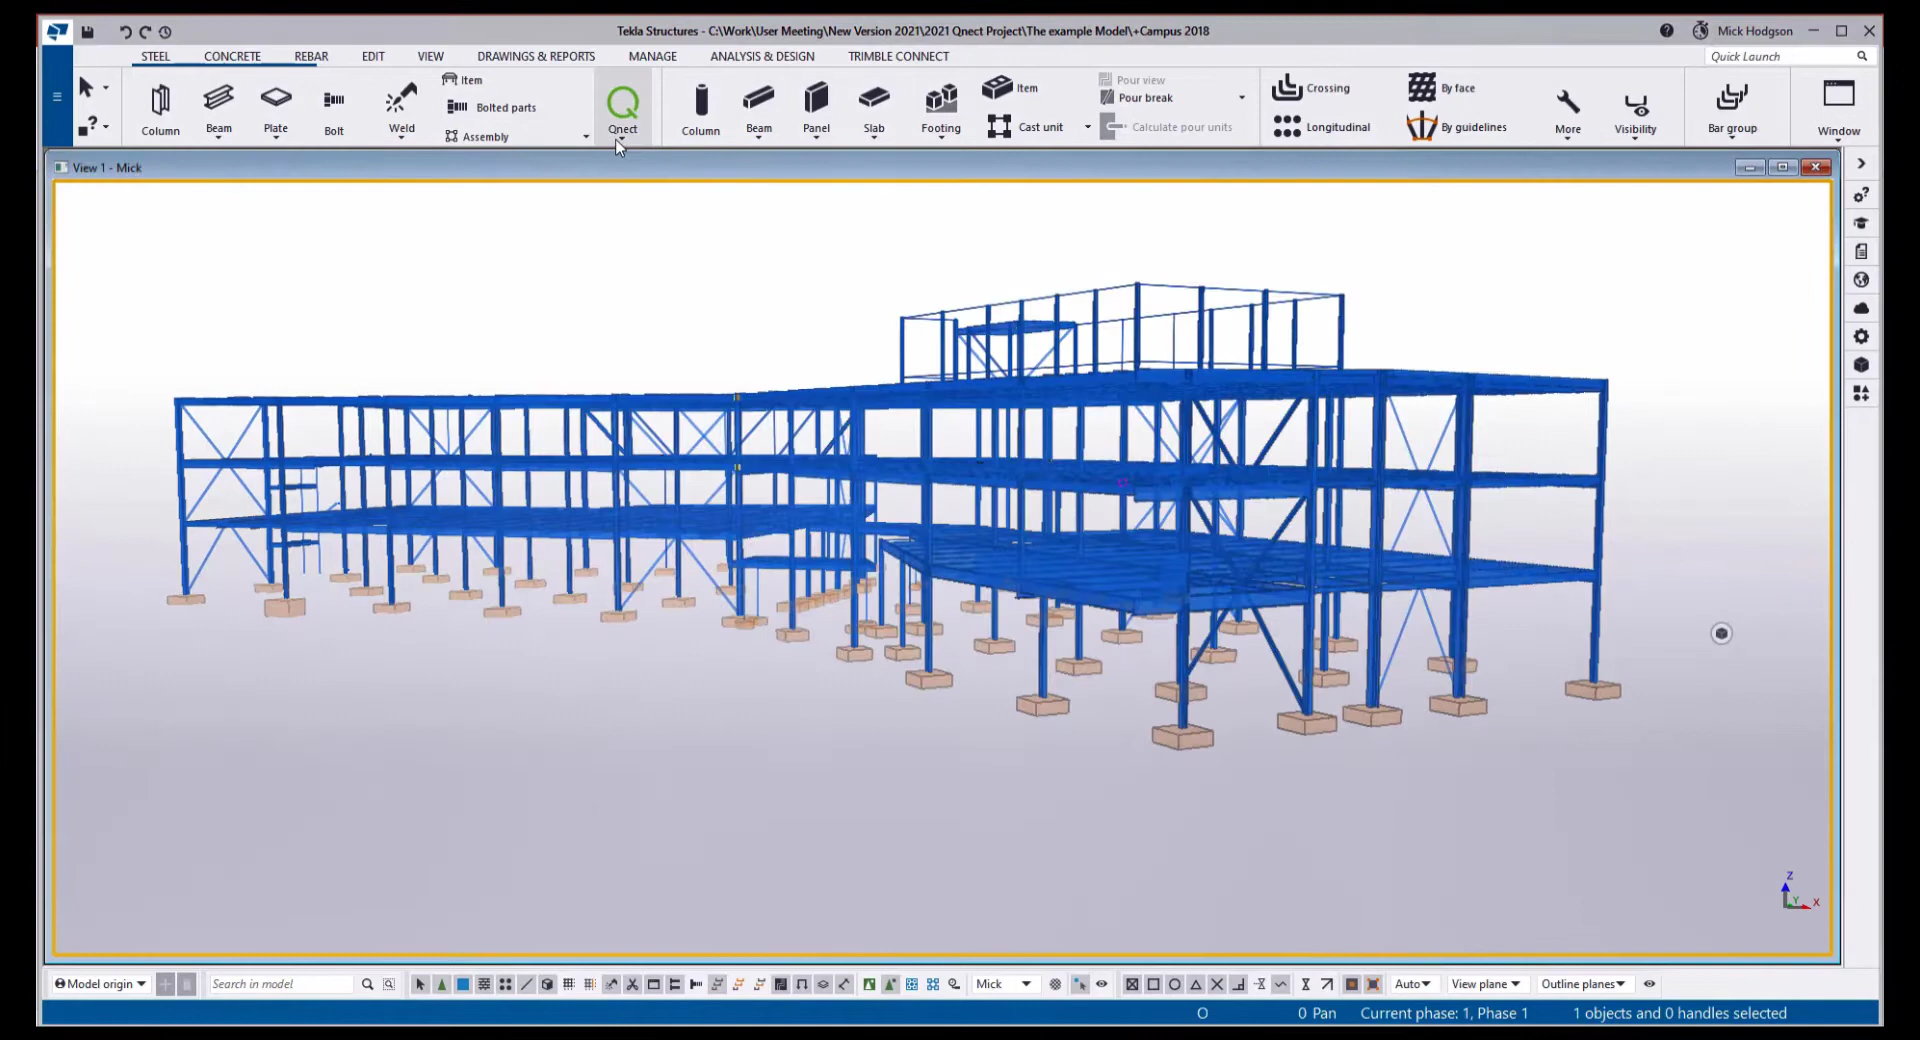 Tekla Structures - C:\Work\User Meeting\New Version 2021\2021 Qnect Project\The example Model\+Campus 2018
Mick Hodgson
STEEL CONCRETE REBAR EDIT VIEW DRAWINGS & REPORTS MANAGE ANALYSIS & DESIGN TRIMBLE CONNECT
Quick Launch
Item
Bolted parts
Assembly
Column Beam Plate Bolt Weld
Qnect
Column Beam Panel Slab Footing
Item
Cast unit
Pour view
Pour break
Calculate pour units
Crossing
Longitudinal
By face
By guidelines
More Visibility Bar group Window
View 1 - Mick
Z
Y X
Model origin Search in model Mick Auto View plane Outline planes
O 0 Pan Current phase: 1, Phase 1 1 objects and 0 handles selected